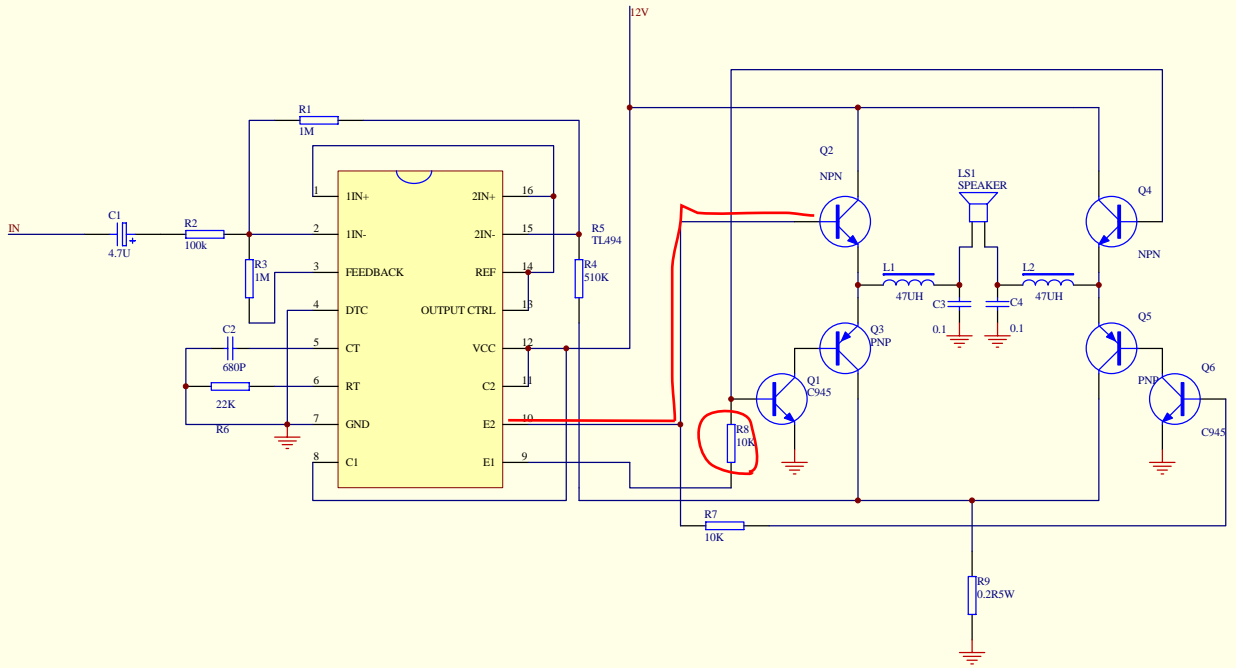 12V
R1
1M
Q2
NPN
LS1
SPEAKER
Q4
NPN
1 1IN+ 2IN+ 16
IN
C1
4.7U
+
R2
100k
2 1IN- 2IN- 15
R5
TL494
R3
1M
3 FEEDBACK REF 14
R4
510K
L1
47UH
L2
47UH
4 DTC OUTPUT CTRL 13
C3
0.1
C4
0.1
C2
680P
5 CT VCC 12
Q3
PNP
Q5
PNP
22K
R6
6 RT C2 11
Q1
C945
Q6
C945
7 GND E2 10
R8
10K
8 C1 E1 9
R7
10K
R9
0.2R5W